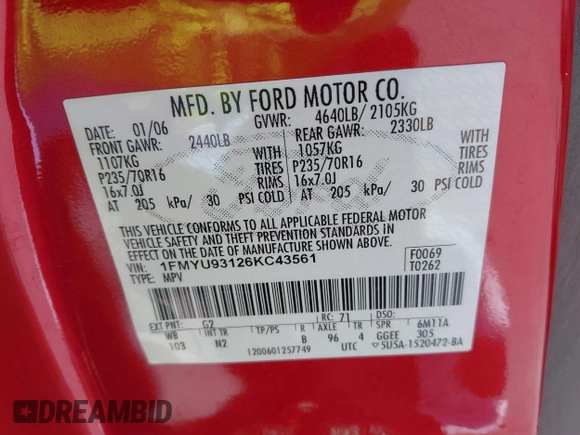 MFD. BY FORD MOTOR CO.
DATE: 01/06 GVWR: 4640LB/ 2105KG
FRONT GAWR: 2440LB REAR GAWR: 2330LB
1107KG WITH 1057KG WITH
P235/70R16 TIRES P235/70R16 TIRES
16x7.0J RIMS 16x7.0J RIMS
AT 205 kPa/ 30 PSI COLD AT 205 kPa/ 30 PSI COLD
THIS VEHICLE CONFORMS TO ALL APPLICABLE FEDERAL MOTOR
VEHICLE SAFETY AND THEFT PREVENTION STANDARDS IN
EFFECT ON THE DATE OF MANUFACTURE SHOWN ABOVE.
VIN: 1FMYU93126KC43561 F0069
TYPE: MPV T0262
EXT PNT: G2 RC: 71 DSO:
WB INT TR TP/PS R AXLE TR SPR 6M11A
103 N2 B 96 4 GGEE 305
1200601257749 UTC 5U5A-1520472-BA
DREAMBID